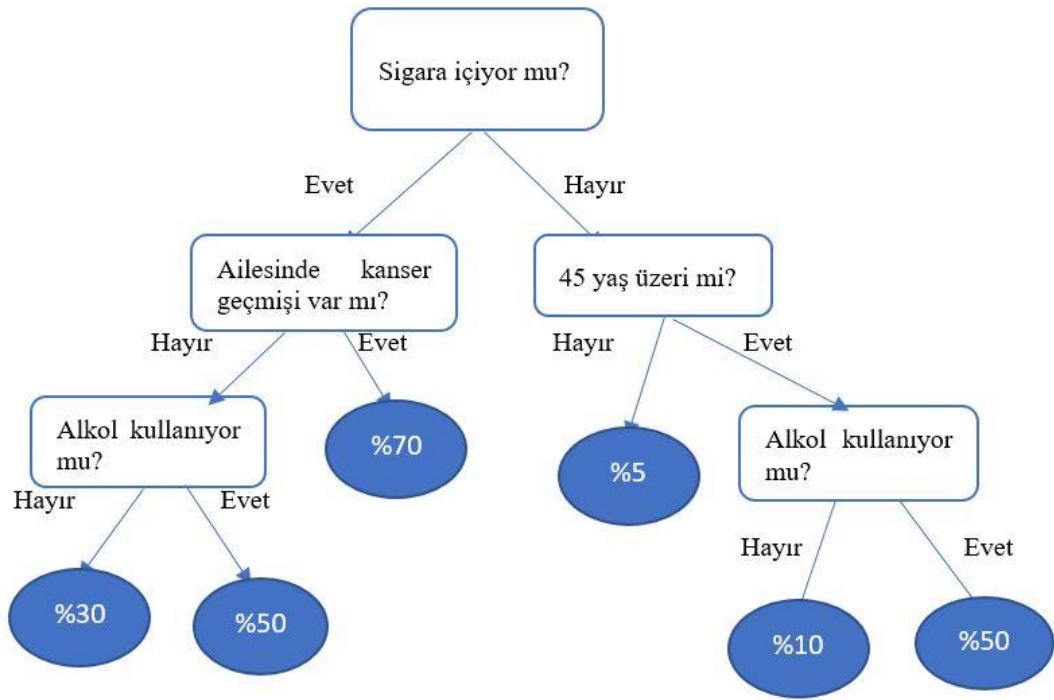 Sigara içiyor mu?
Evet
Hayır
Ailesinde kanser
geçmişi var mı?
45 yaş üzeri mi?
Hayır
Evet
Hayır
Evet
Alkol kullanıyor
mu?
%70
%5
Alkol kullanıyor
mu?
Hayır
Evet
Hayır
Evet
%30
%50
%10
%50